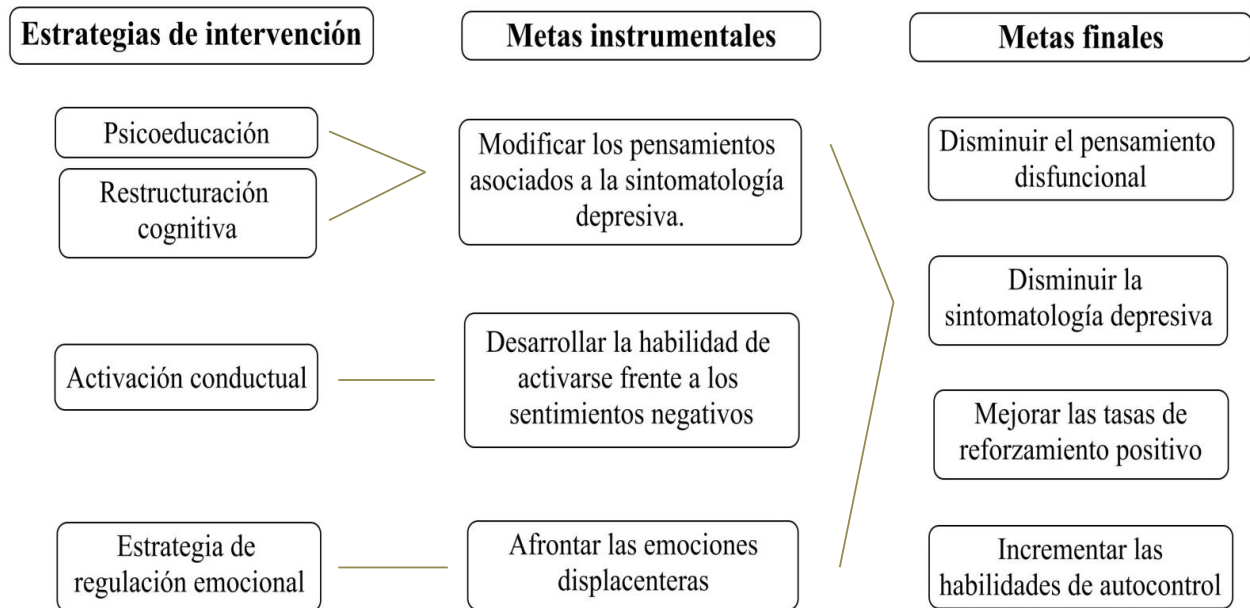 Estrategias de intervención
Metas instrumentales
Metas finales
Psicoeducación
Restructuración
cognitiva
Modificar los pensamientos
asociados a la sintomatología
depresiva.
Disminuir el pensamiento
disfuncional
Disminuir la
sintomatología depresiva
Activación conductual
Desarrollar la habilidad de
activarse frente a los
sentimientos negativos
Mejorar las tasas de
reforzamiento positivo
Estrategia de
regulación emocional
Afrontar las emociones
displacenteras
Incrementar las
habilidades de autocontrol